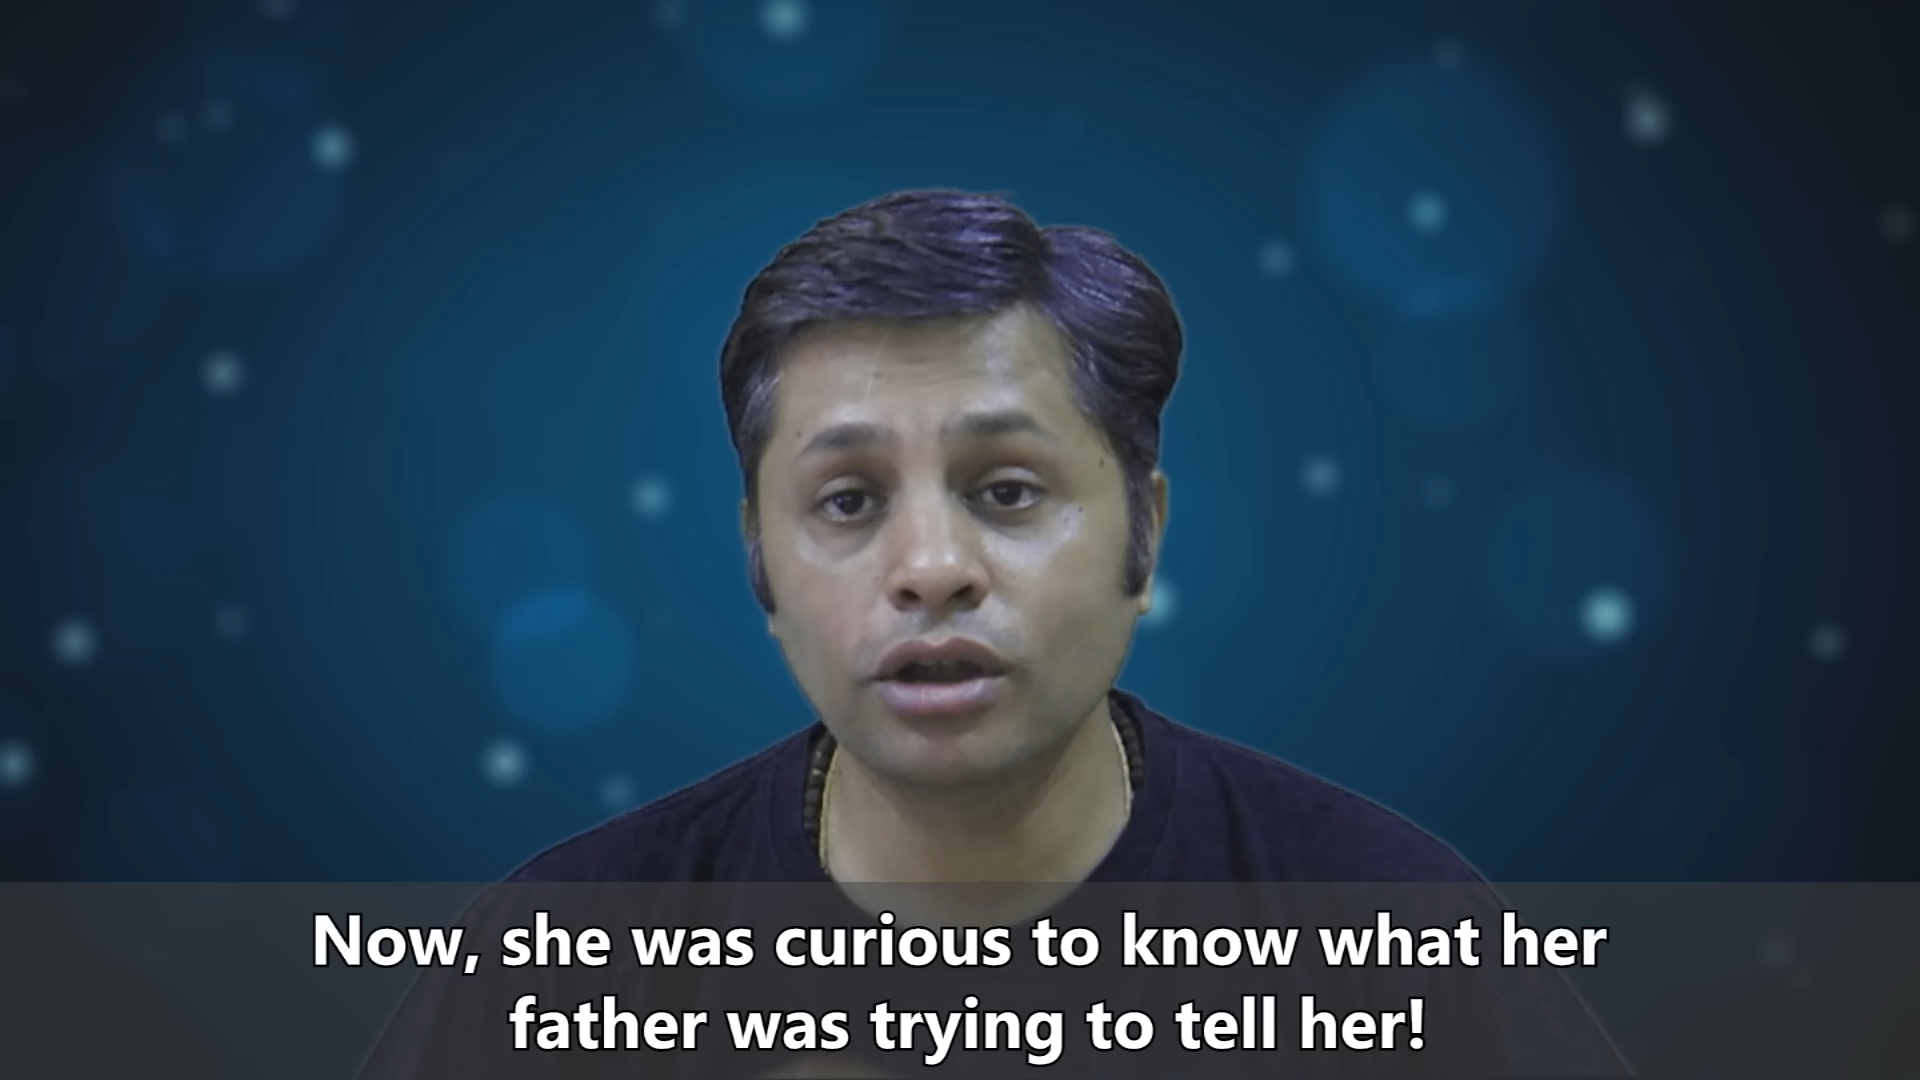 Now, she was curious to know what her
father was trying to tell her!